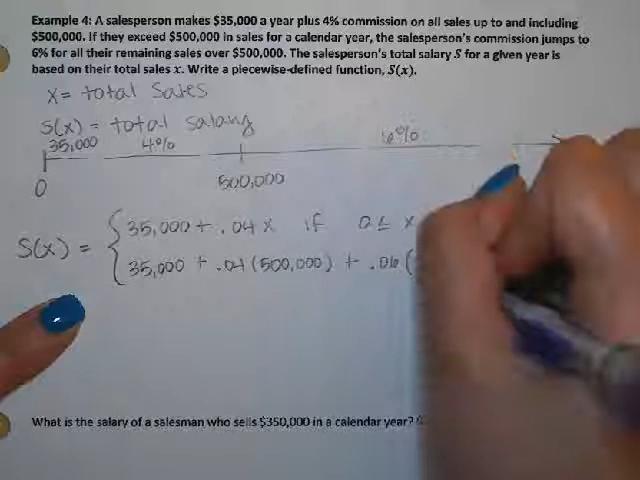 Example 4: A salesperson makes $35,000 a year plus 4% commission on all sales up to and including
$500,000. If they exceed $500,000 in sales for a calendar year, the salesperson's commission jumps to
6% for all their remaining sales over $500,000. The salesperson's total salary S for a given year is
based on their total sales x. Write a piecewise-defined function, S(x).
x = total Sales
S(x) = total salary
35,000 4% 6%
0 500,000
S(x) = { 35,000 + .04x if 0 ≤ x
35,000 + .04(500,000) + .06(
What is the salary of a salesman who sells $350,000 in a calendar year?